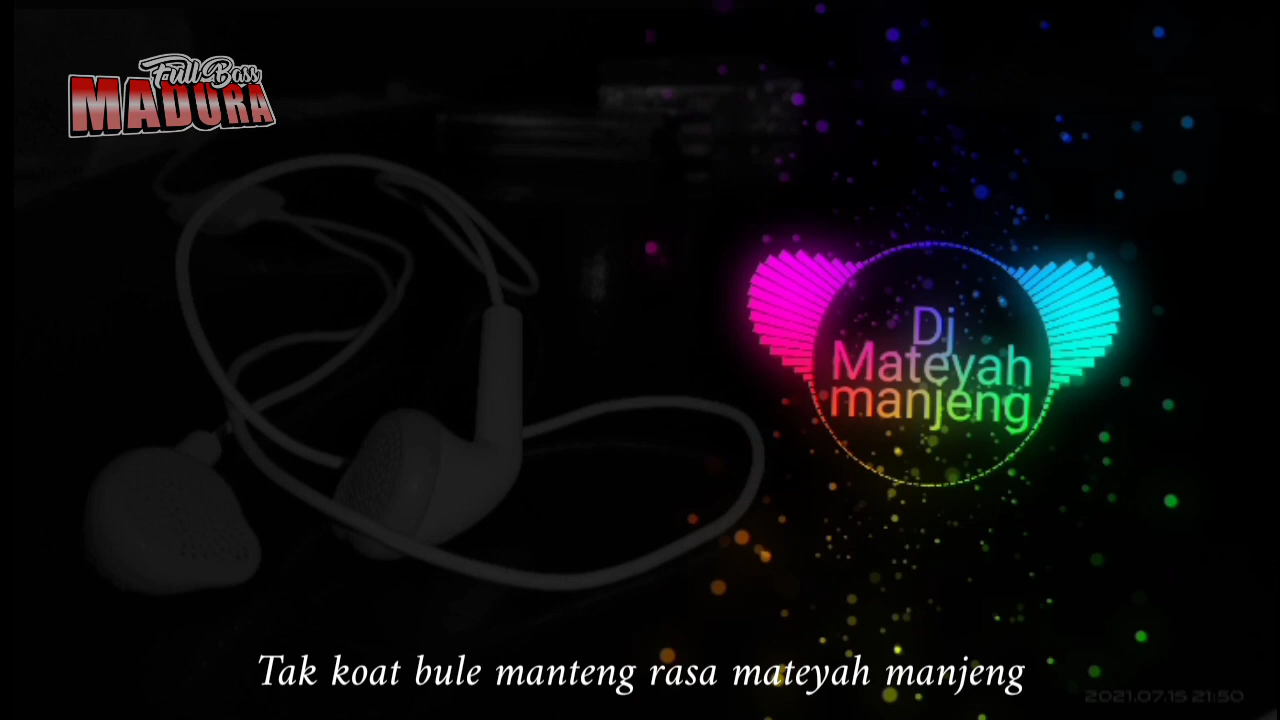 Full Bass
MADURA
Dj
Mateyah
manjeng
Tak koat bule manteng rasa mateyah manjeng
2021.07.15 21:50